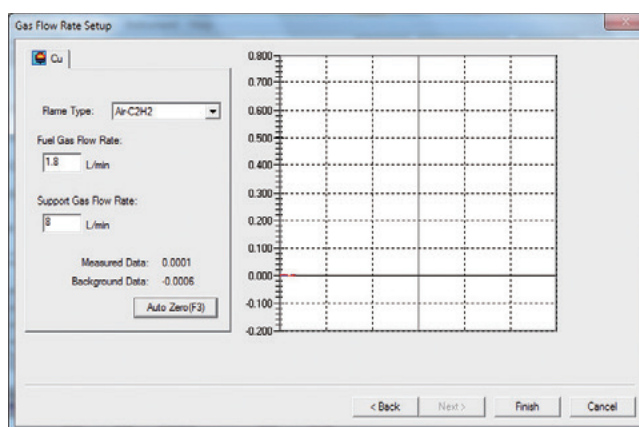 Gas Flow Rate Setup
Cu
Flame Type: Air-C2H2
Fuel Gas Flow Rate:
1.8 L/min
Support Gas Flow Rate:
8 L/min
Measured Data: 0.0001
Background Data: -0.0006
Auto Zero(F3)
0.800
0.700
0.600
0.500
0.400
0.300
0.200
0.100
0.000
-0.100
-0.200
< Back Next > Finish Cancel